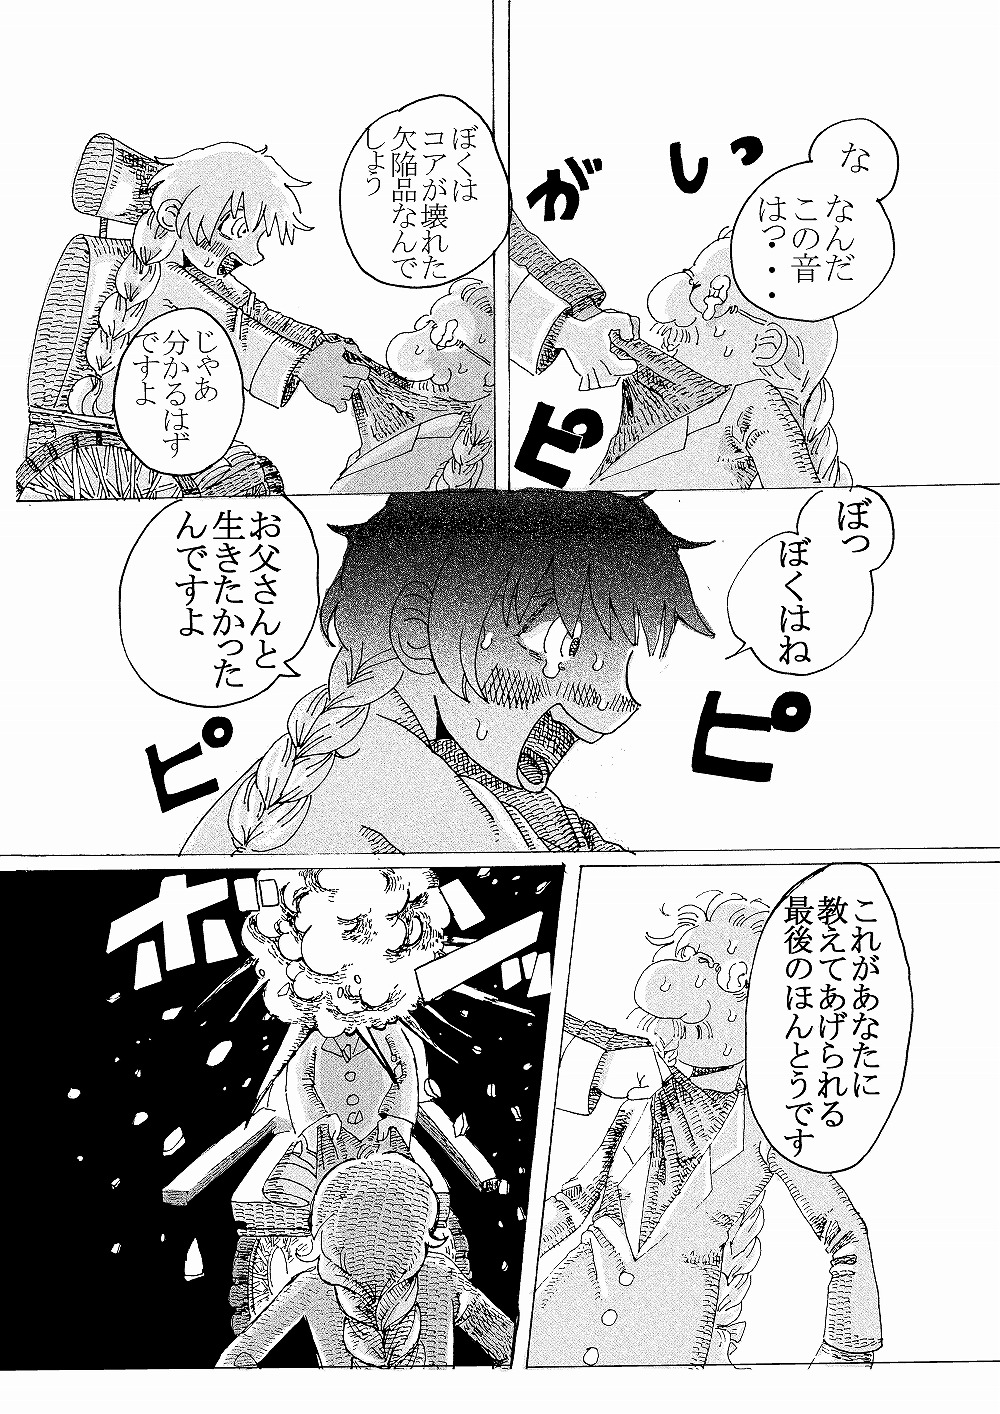 な
なんだ
この音
はっ・・・
がしっ
ピ
ぼくは
コアが壊れた
欠陥品なんで
しよう
じゃあ
分かるはず
ですよ
ぼっ
ぼくはね
ピ
お父さんと
生きたかった
んですよ
ピ
これがあなたに
教えてあげられる
最後のほんとうです
ボンッ